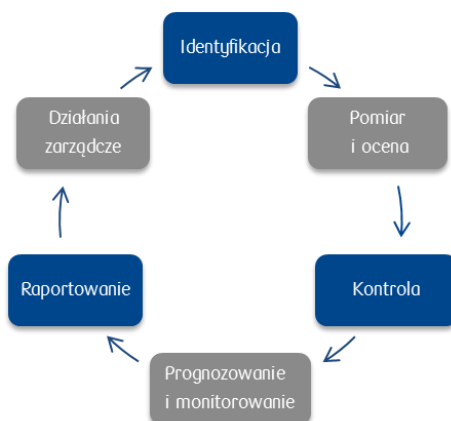 Identyfikacja
Pomiar
i ocena
Kontrola
Prognozowanie
i monitorowanie
Raportowanie
Działania
zarządcze